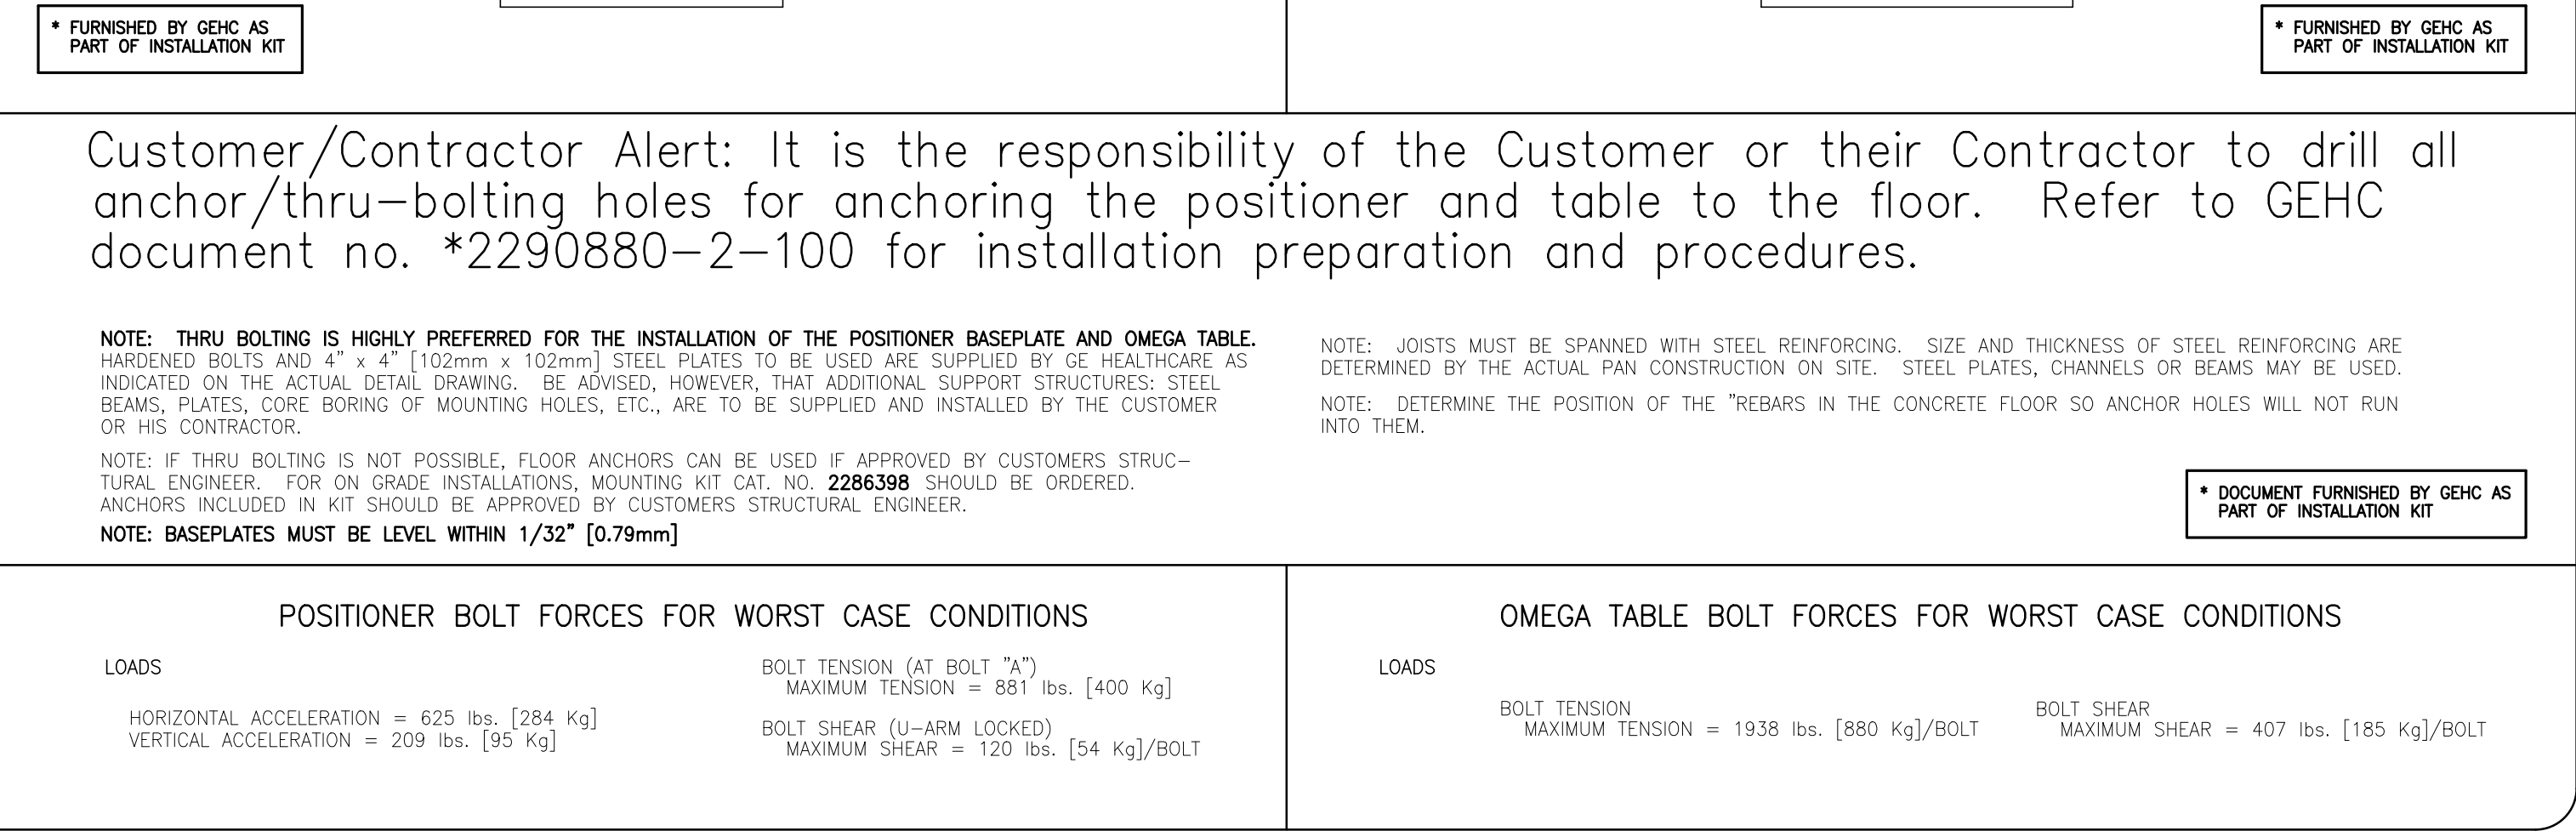 * FURNISHED BY GEHC AS
PART OF INSTALLATION KIT
* FURNISHED BY GEHC AS
PART OF INSTALLATION KIT
Customer/Contractor Alert: It is the responsibility of the Customer or their Contractor to drill all
anchor/thru-bolting holes for anchoring the positioner and table to the floor. Refer to GEHC
document no. *2290880-2-100 for installation preparation and procedures.
NOTE: THRU BOLTING IS HIGHLY PREFERRED FOR THE INSTALLATION OF THE POSITIONER BASEPLATE AND OMEGA TABLE.
HARDENED BOLTS AND 4" x 4" [102mm x 102mm] STEEL PLATES TO BE USED ARE SUPPLIED BY GE HEALTHCARE AS
INDICATED ON THE ACTUAL DETAIL DRAWING. BE ADVISED, HOWEVER, THAT ADDITIONAL SUPPORT STRUCTURES: STEEL
BEAMS, PLATES, CORE BORING OF MOUNTING HOLES, ETC., ARE TO BE SUPPLIED AND INSTALLED BY THE CUSTOMER
OR HIS CONTRACTOR.
NOTE: IF THRU BOLTING IS NOT POSSIBLE, FLOOR ANCHORS CAN BE USED IF APPROVED BY CUSTOMERS STRUC-
TURAL ENGINEER. FOR ON GRADE INSTALLATIONS, MOUNTING KIT CAT. NO. 2286398 SHOULD BE ORDERED.
ANCHORS INCLUDED IN KIT SHOULD BE APPROVED BY CUSTOMERS STRUCTURAL ENGINEER.
NOTE: BASEPLATES MUST BE LEVEL WITHIN 1/32" [0.79mm]
NOTE: JOISTS MUST BE SPANNED WITH STEEL REINFORCING. SIZE AND THICKNESS OF STEEL REINFORCING ARE
DETERMINED BY THE ACTUAL PAN CONSTRUCTION ON SITE. STEEL PLATES, CHANNELS OR BEAMS MAY BE USED.
NOTE: DETERMINE THE POSITION OF THE "REBARS IN THE CONCRETE FLOOR SO ANCHOR HOLES WILL NOT RUN
INTO THEM.
* DOCUMENT FURNISHED BY GEHC AS
PART OF INSTALLATION KIT
POSITIONER BOLT FORCES FOR WORST CASE CONDITIONS
LOADS
HORIZONTAL ACCELERATION = 625 lbs. [284 Kg]
VERTICAL ACCELERATION = 209 lbs. [95 Kg]
BOLT TENSION (AT BOLT "A")
MAXIMUM TENSION = 881 lbs. [400 Kg]
BOLT SHEAR (U-ARM LOCKED)
MAXIMUM SHEAR = 120 lbs. [54 Kg]/BOLT
OMEGA TABLE BOLT FORCES FOR WORST CASE CONDITIONS
LOADS
BOLT TENSION
MAXIMUM TENSION = 1938 lbs. [880 Kg]/BOLT
BOLT SHEAR
MAXIMUM SHEAR = 407 lbs. [185 Kg]/BOLT